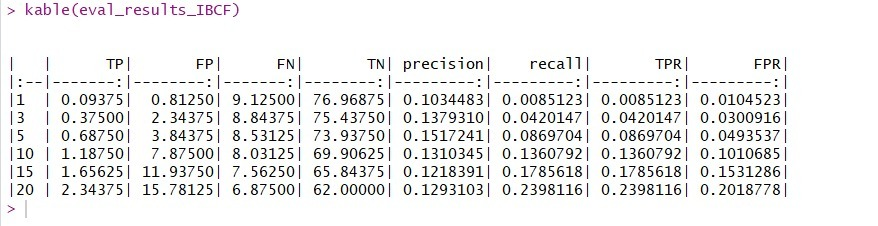 > kable(eval_results_IBCF)
|   |      TP|       FP|      FN|       TN| precision|    recall|       TPR|       FPR|
|:--|-------:|--------:|-------:|--------:|---------:|---------:|---------:|---------:|
|1  | 0.09375|  0.81250| 9.12500| 76.96875| 0.1034483| 0.0085123| 0.0085123| 0.0104523|
|3  | 0.37500|  2.34375| 8.84375| 75.43750| 0.1379310| 0.0420147| 0.0420147| 0.0300916|
|5  | 0.68750|  3.84375| 8.53125| 73.93750| 0.1517241| 0.0869704| 0.0869704| 0.0493537|
|10 | 1.18750|  7.87500| 8.03125| 69.90625| 0.1310345| 0.1360792| 0.1360792| 0.1010685|
|15 | 1.65625| 11.93750| 7.56250| 65.84375| 0.1218391| 0.1785618| 0.1785618| 0.1531286|
|20 | 2.34375| 15.78125| 6.87500| 62.00000| 0.1293103| 0.2398116| 0.2398116| 0.2018778|
>